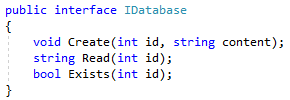 public interface IDatabase
{
    void Create(int id, string content);
    string Read(int id);
    bool Exists(int id);
}